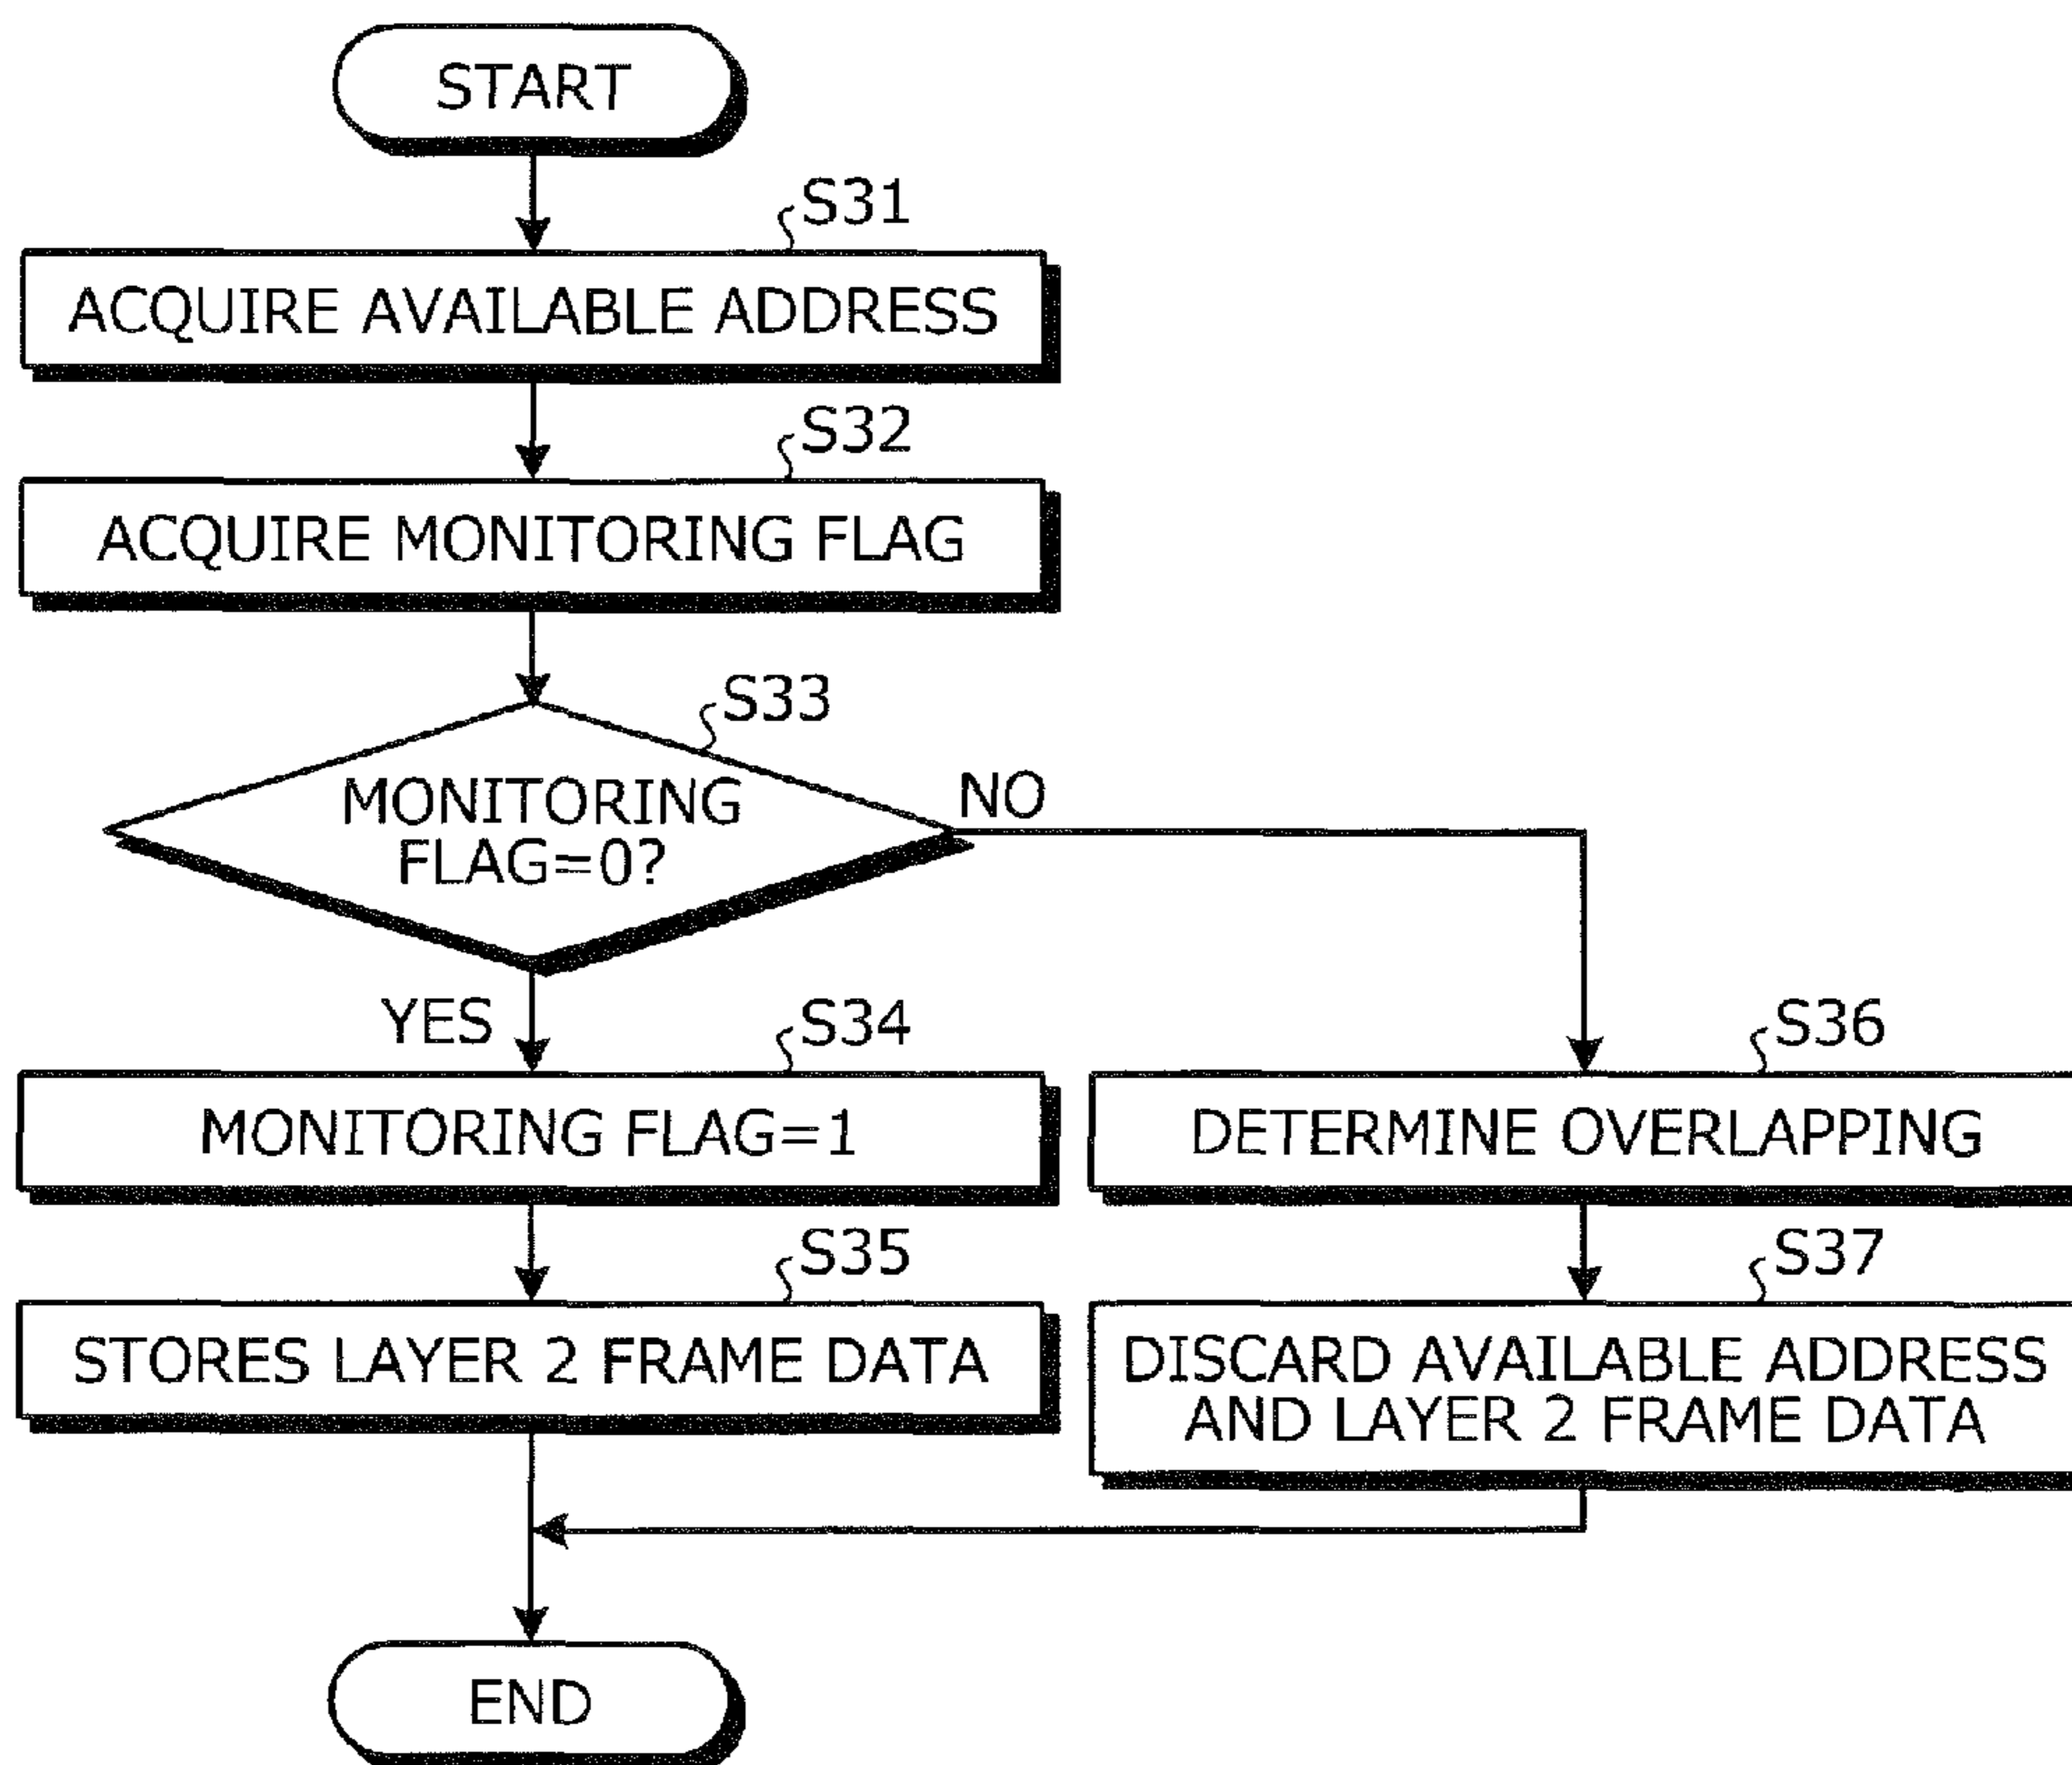 START
S31
ACQUIRE AVAILABLE ADDRESS
S32
ACQUIRE MONITORING FLAG
S33
MONITORING
FLAG=0?
NO
YES
S34
MONITORING FLAG=1
S36
DETERMINE OVERLAPPING
S35
STORES LAYER 2 FRAME DATA
S37
DISCARD AVAILABLE ADDRESS
AND LAYER 2 FRAME DATA
END